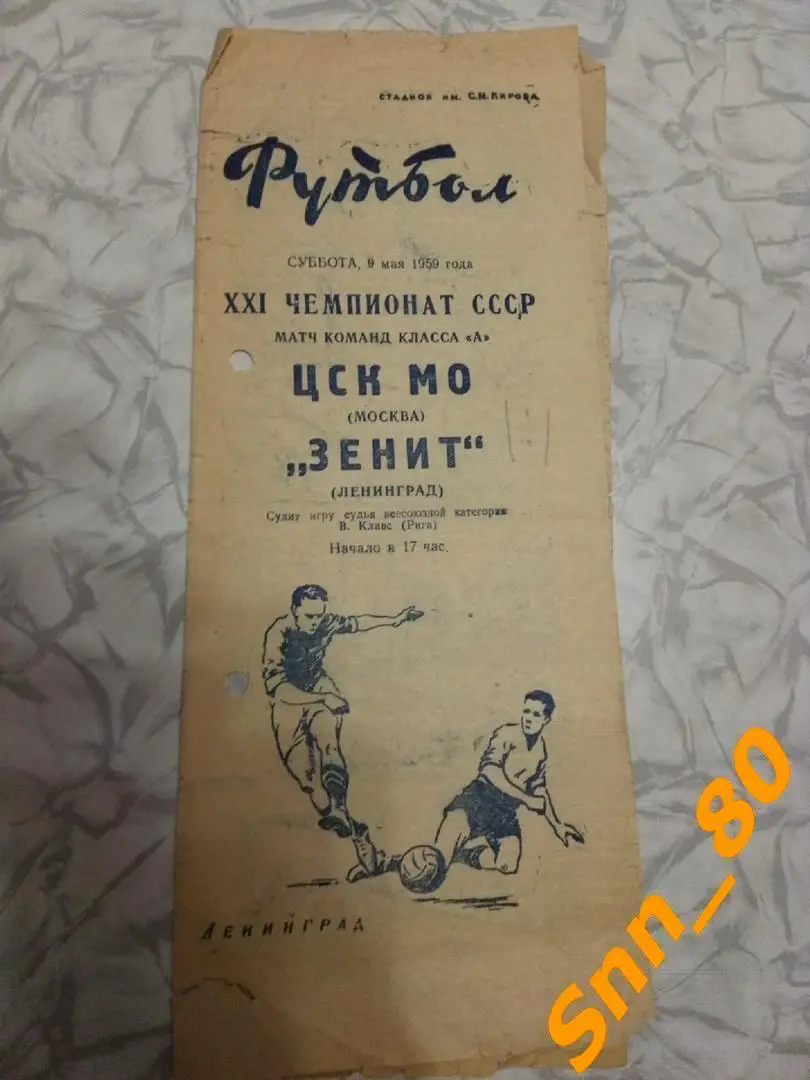 СТАДИОН ИМ. С.М.КИРОВА
Футбол
СУББОТА, 9 мая 1959 года
XXI ЧЕМПИОНАТ СССР
МАТЧ КОМАНД КЛАССА «А»
ЦСК МО
(МОСКВА)
„ЗЕНИТ“
(ЛЕНИНГРАД)
Судит игру судья всесоюзной категории
В. Клавс (Рига)
Начало в 17 час.
ЛЕНИНГРАД
Snn_80